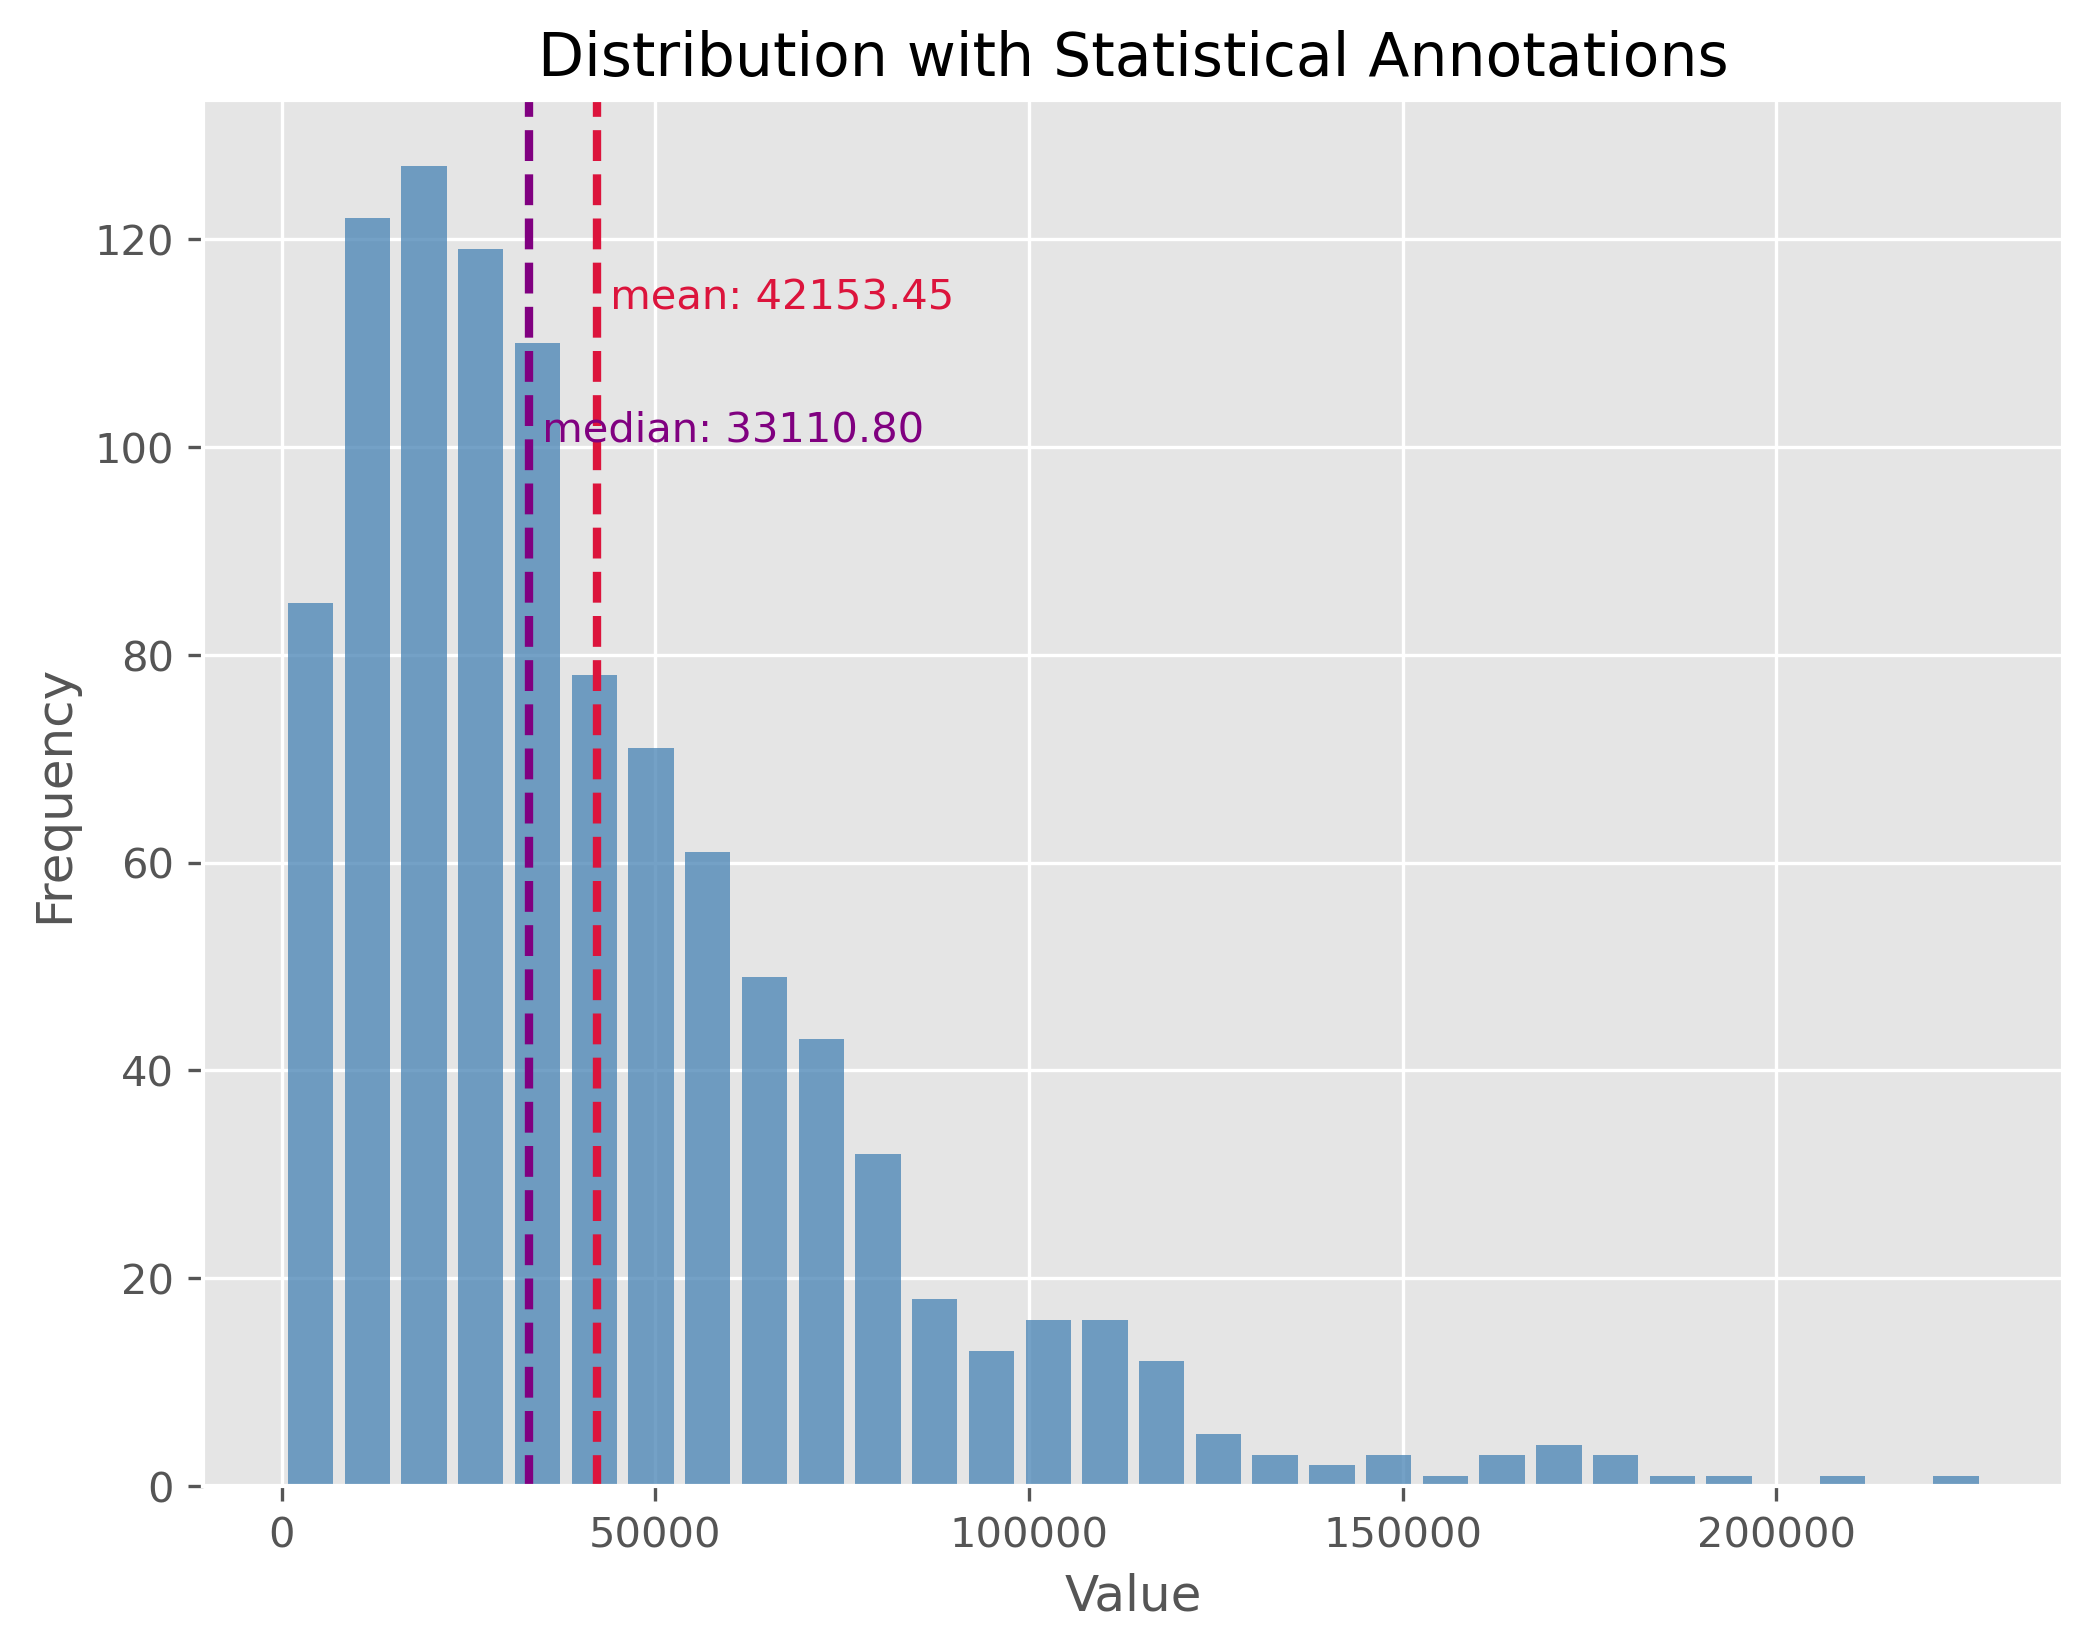 Distribution with Statistical Annotations
120
100
80
60
40
20
0
Frequency
mean: 42153.45
median: 33110.80
0
50000
100000
150000
200000
Value